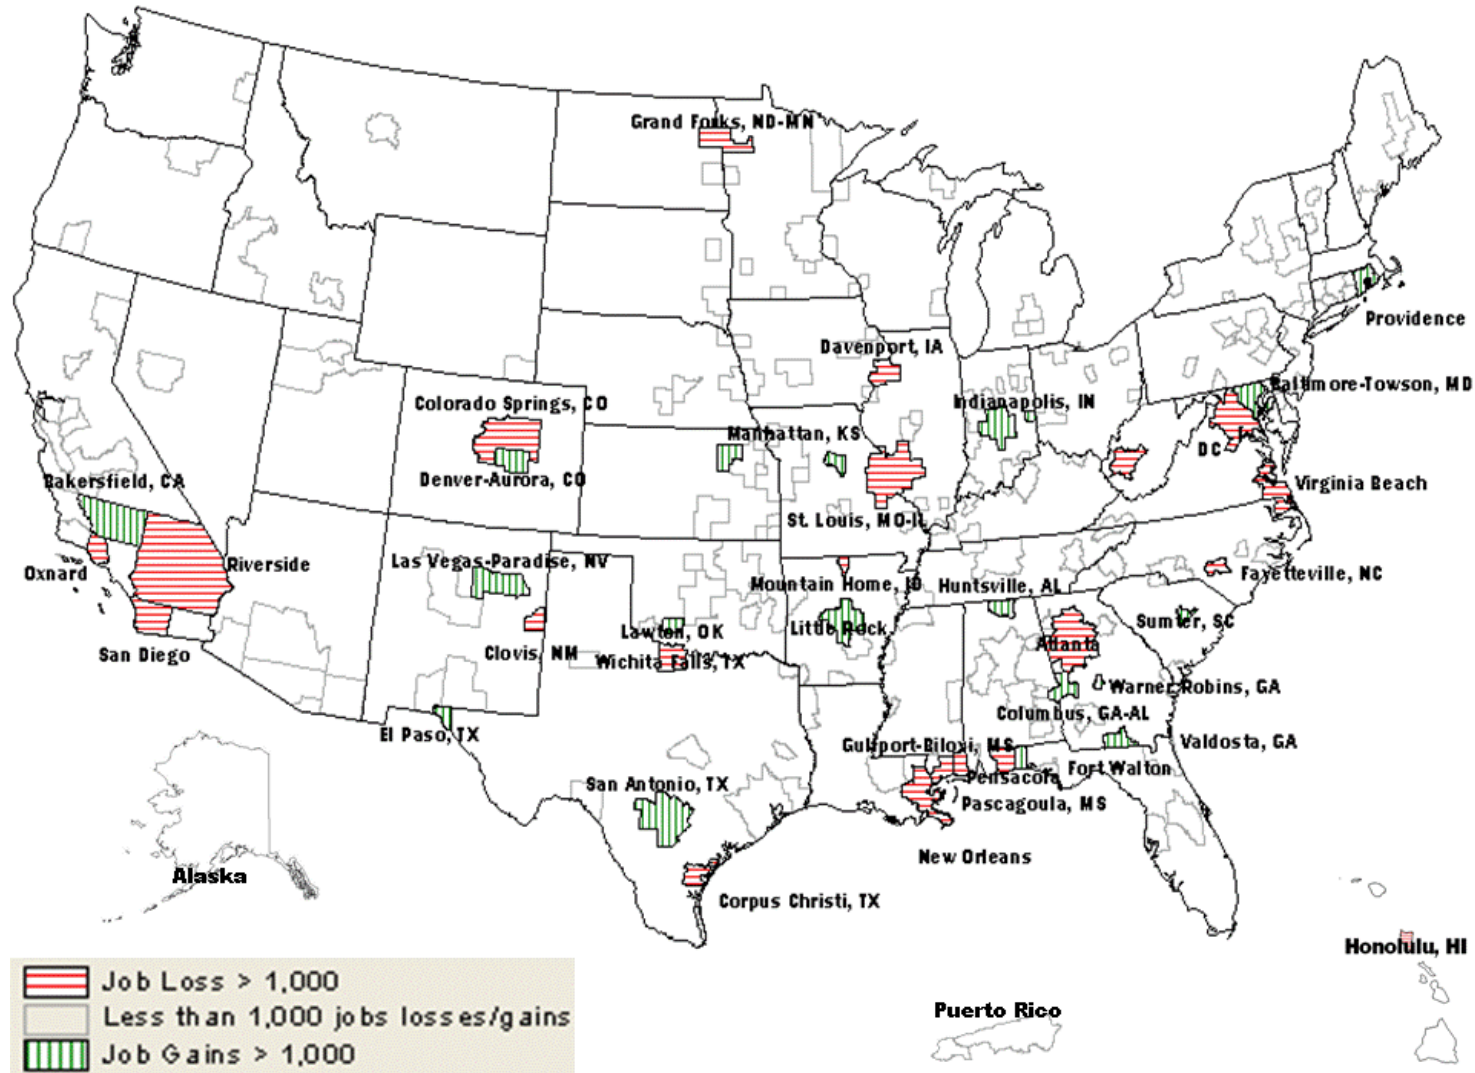 Grand Forks, ND-MN
Providence
Davenport, IA
Baltimore-Towson, MD
Colorado Springs, CO
Indianapolis, IN
Manhattan, KS
DC
Denver-Aurora, CO
Bakersfield, CA
Virginia Beach
St. Louis, MO-IL
Las Vegas-Paradise, NV
Riverside
Oxnard
Mountain Home, ID
Huntsville, AL
Fayetteville, NC
Lawton, OK
Little Rock
Sumter, SC
Atlanta
San Diego
Clovis, NM
Wichita Falls, TX
Warner Robins, GA
Columbus, GA-AL
El Paso, TX
Gulfport-Biloxi, MS
Valdosta, GA
Fort Walton
Pensacola
San Antonio, TX
Pascagoula, MS
New Orleans
Alaska
Corpus Christi, TX
Honolulu, HI
Puerto Rico
Job Loss > 1,000
Less than 1,000 jobs losses/gains
Job Gains > 1,000